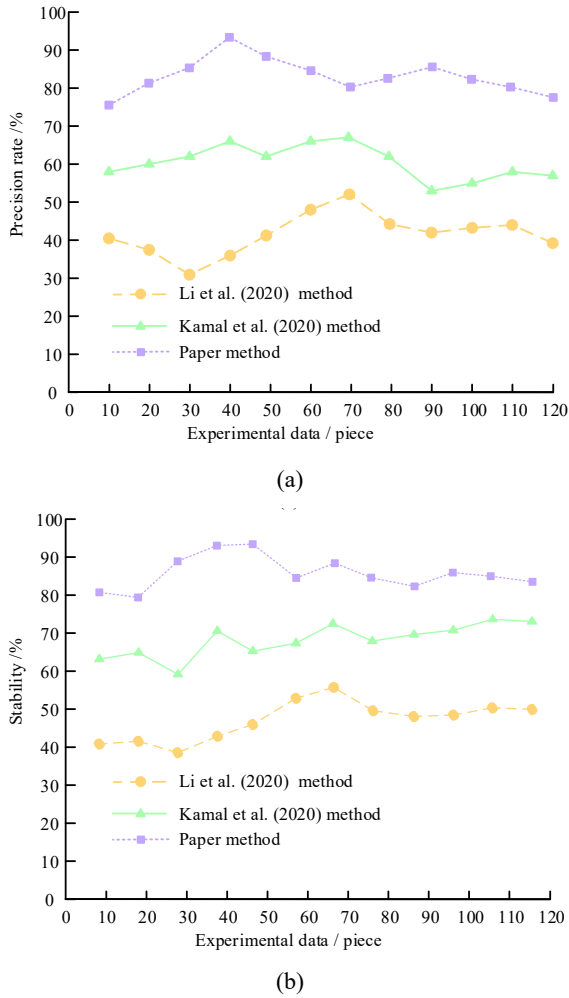 100
90
80
70
60
50
40
30
20
10
0
Precision rate /%
Li et al. (2020) method
Kamal et al. (2020) method
Paper method
0 10 20 30 40 50 60 70 80 90 100 110 120
Experimental data / piece
(a)
100
90
80
70
60
50
40
30
20
10
0
Stability /%
Li et al. (2020) method
Kamal et al. (2020) method
Paper method
0 10 20 30 40 50 60 70 80 90 100 110 120
Experimental data / piece
(b)